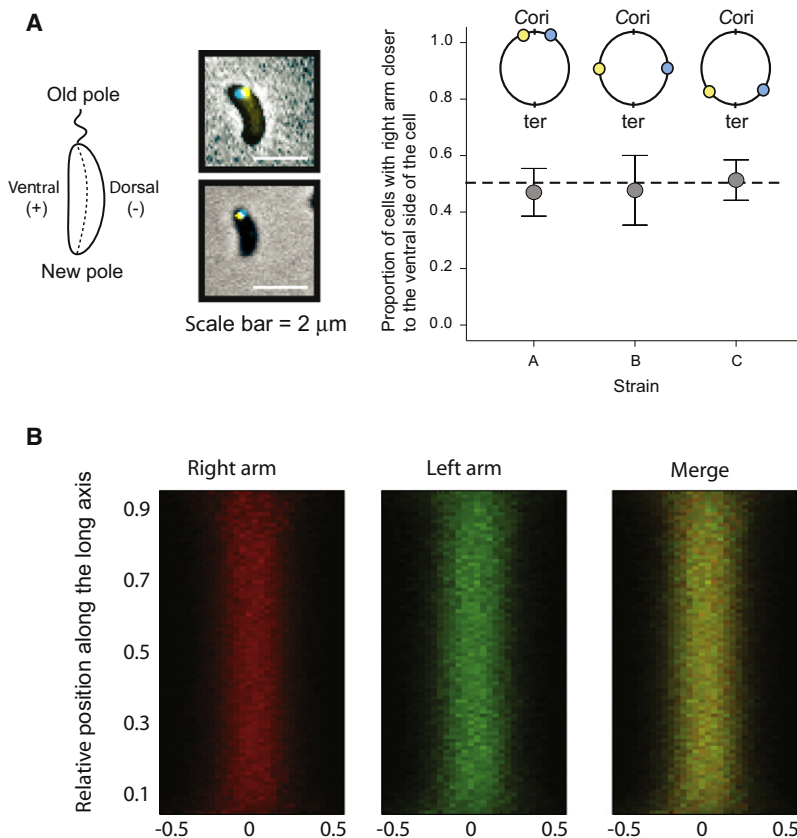 A
Old pole
Ventral
(+)
Dorsal
(-)
New pole
Scale bar = 2 μm
Proportion of cells with right arm closer
to the ventral side of the cell
1.0
0.8
0.6
0.4
0.2
0.0
Cori
Cori
Cori
ter
ter
ter
A
B
C
Strain
B
Relative position along the long axis
Right arm
Left arm
Merge
0.9
0.7
0.5
0.3
0.1
-0.5
0
0.5
-0.5
0
0.5
-0.5
0
0.5